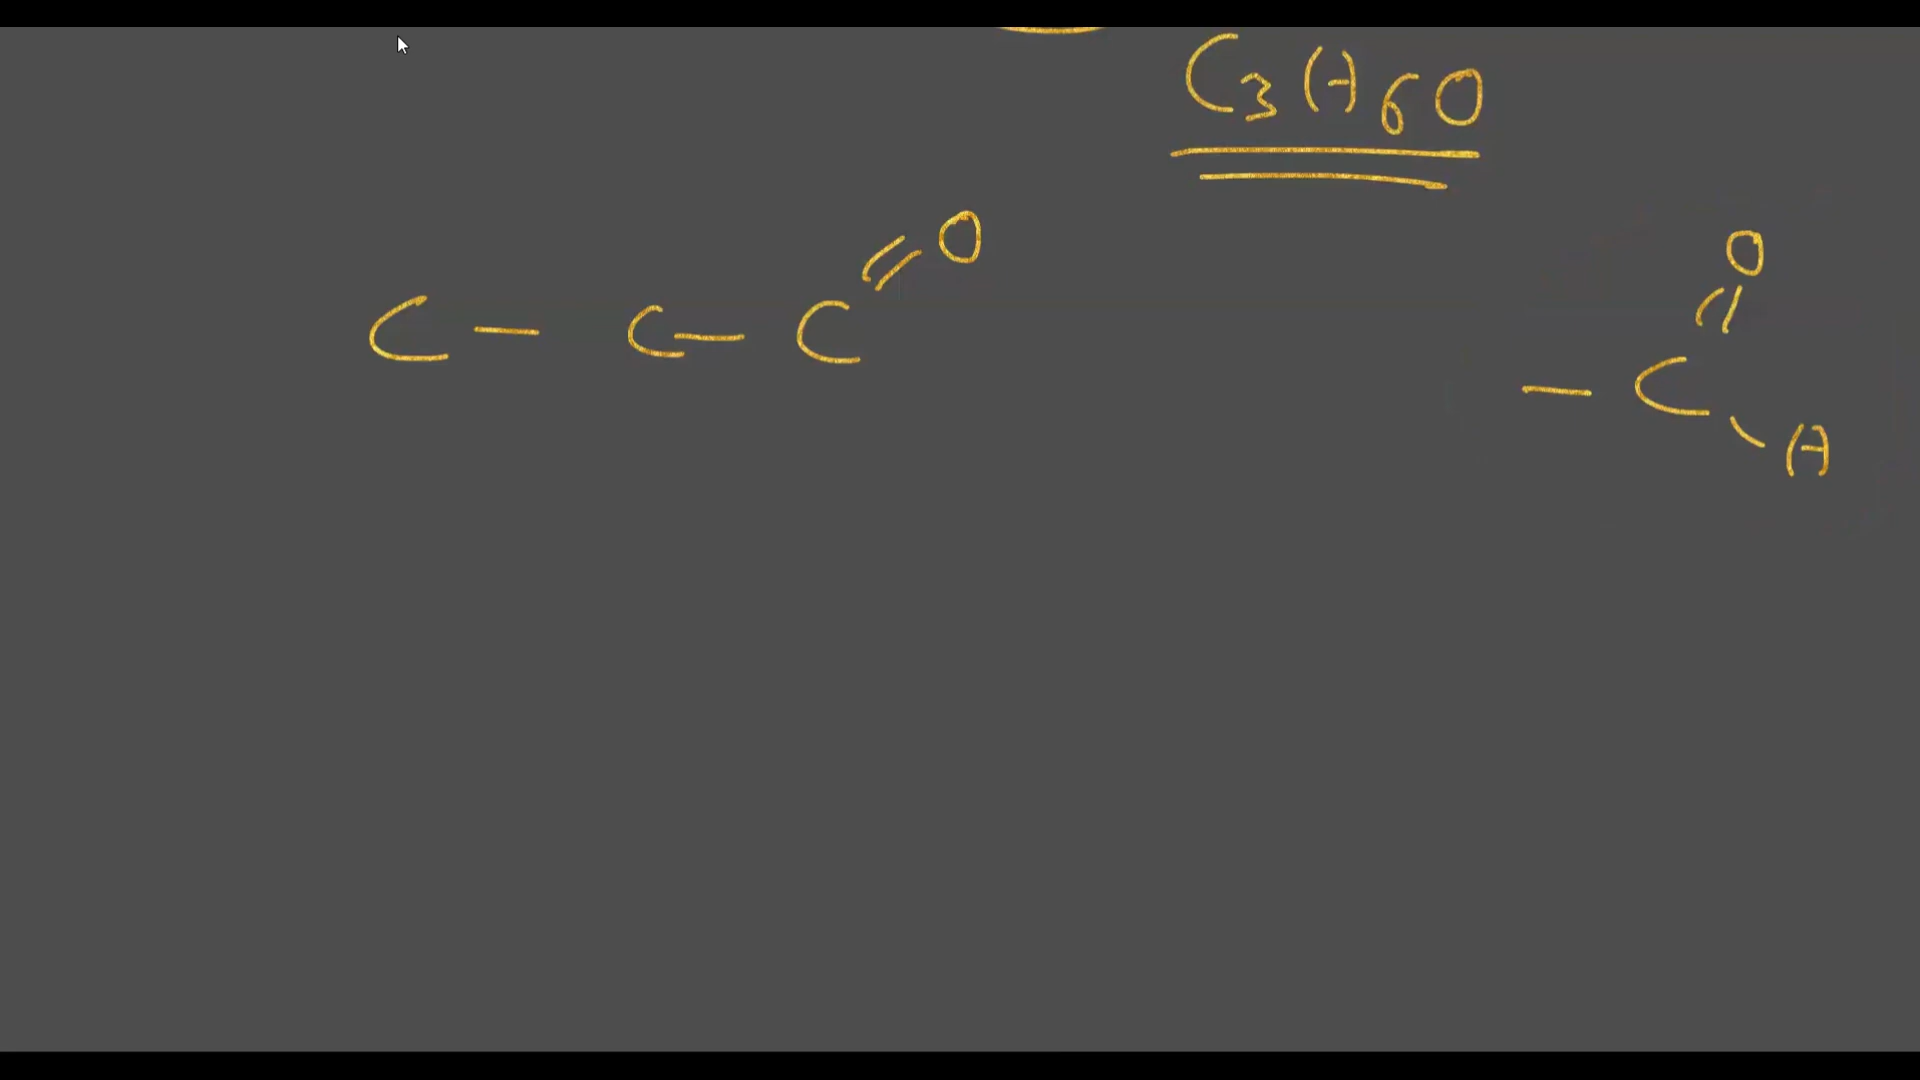 C3H6O
C - C - C = O
O
- C
H